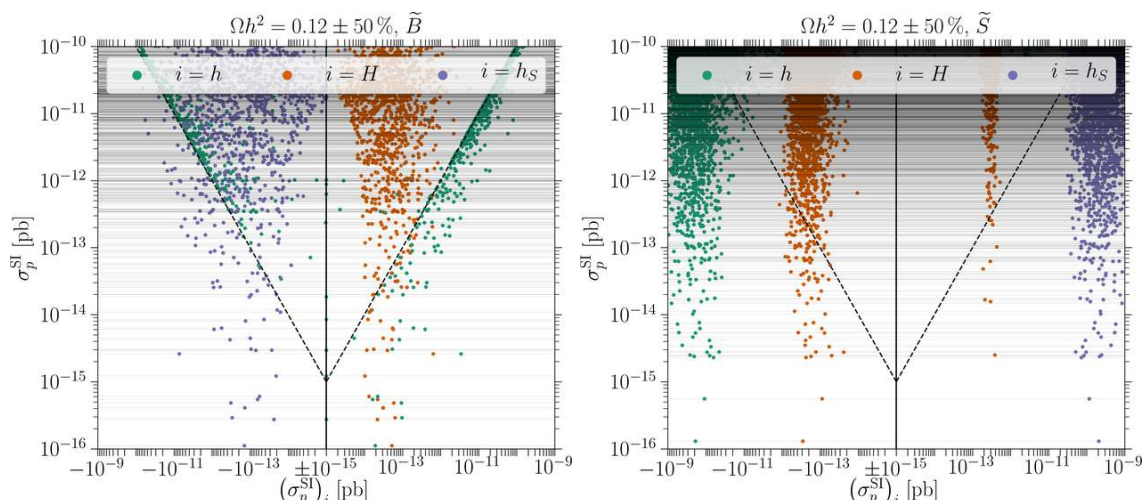 Ωh² = 0.12 ± 50 %, B̃
i = h i = H i = h_S
σ_p^SI [pb]
10⁻¹⁰
10⁻¹¹
10⁻¹²
10⁻¹³
10⁻¹⁴
10⁻¹⁵
10⁻¹⁶
−10⁻⁹ −10⁻¹¹ −10⁻¹³ ±10⁻¹⁵ 10⁻¹³ 10⁻¹¹ 10⁻⁹
(σ_p^SI)_i [pb]
Ωh² = 0.12 ± 50 %, S̃
i = h i = H i = h_S
σ_p^SI [pb]
10⁻¹⁰
10⁻¹¹
10⁻¹²
10⁻¹³
10⁻¹⁴
10⁻¹⁵
10⁻¹⁶
−10⁻⁹ −10⁻¹¹ −10⁻¹³ ±10⁻¹⁵ 10⁻¹³ 10⁻¹¹ 10⁻⁹
(σ_p^SI)_i [pb]